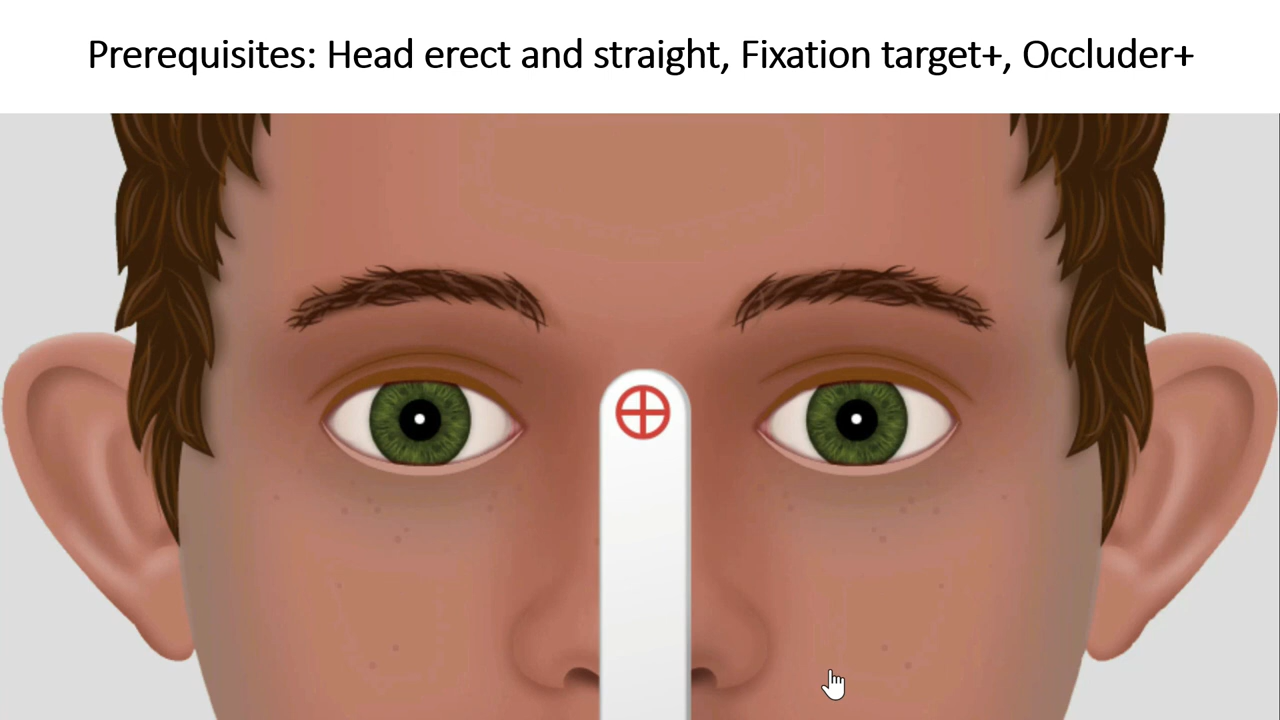 Prerequisites: Head erect and straight, Fixation target+, Occluder+